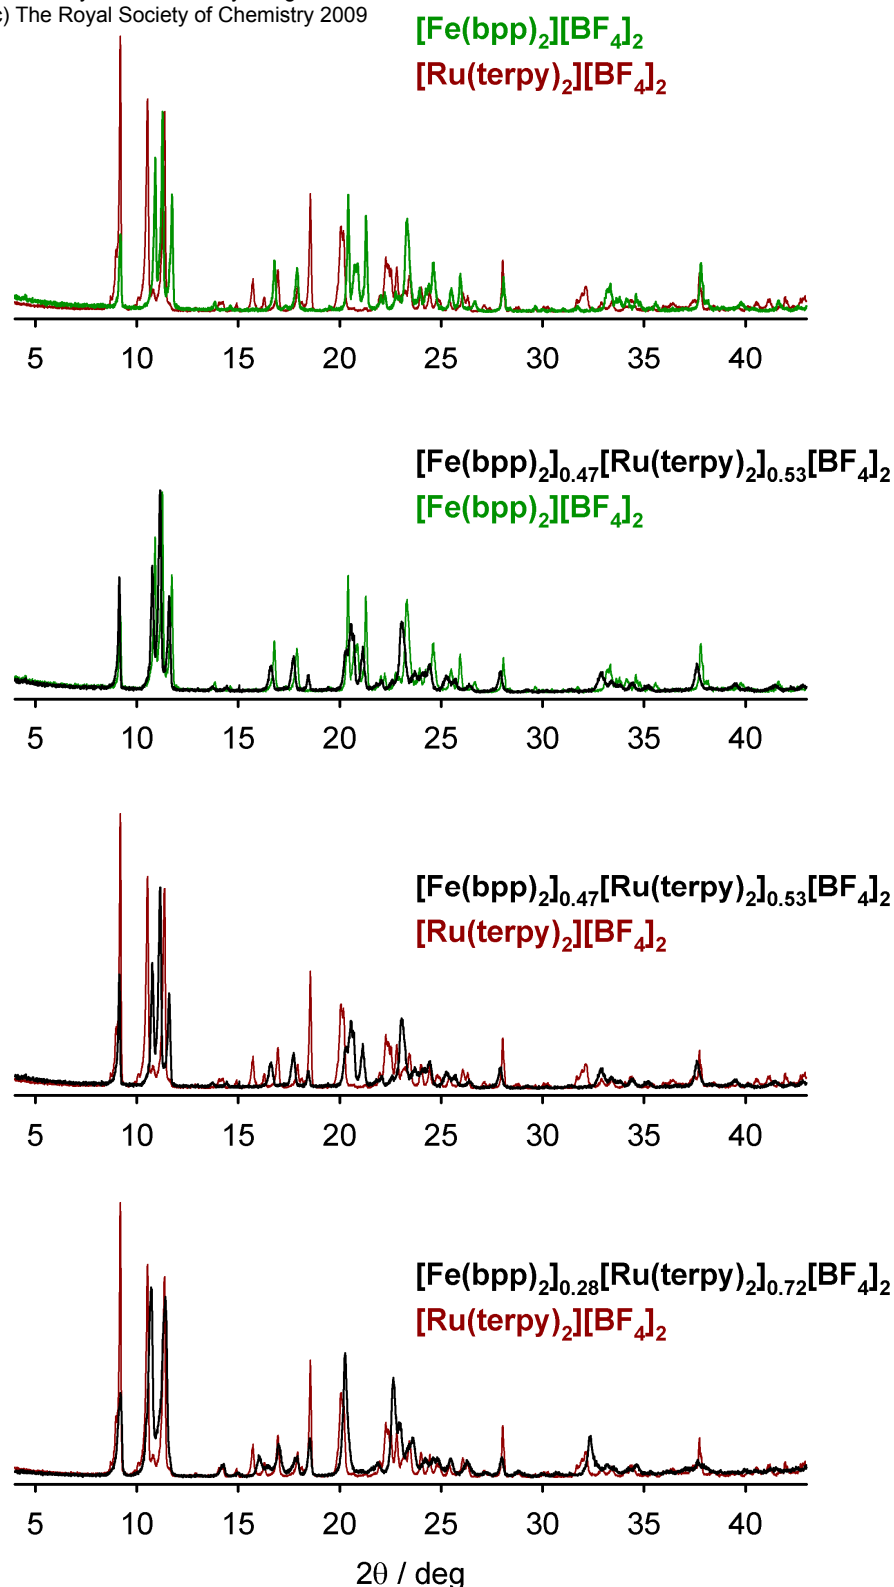 c) The Royal Society of Chemistry 2009
[Fe(bpp)2][BF4]2
[Ru(terpy)2][BF4]2
5 10 15 20 25 30 35 40
[Fe(bpp)2]0.47[Ru(terpy)2]0.53[BF4]2
[Fe(bpp)2][BF4]2
5 10 15 20 25 30 35 40
[Fe(bpp)2]0.47[Ru(terpy)2]0.53[BF4]2
[Ru(terpy)2][BF4]2
5 10 15 20 25 30 35 40
[Fe(bpp)2]0.28[Ru(terpy)2]0.72[BF4]2
[Ru(terpy)2][BF4]2
5 10 15 20 25 30 35 40
2θ / deg